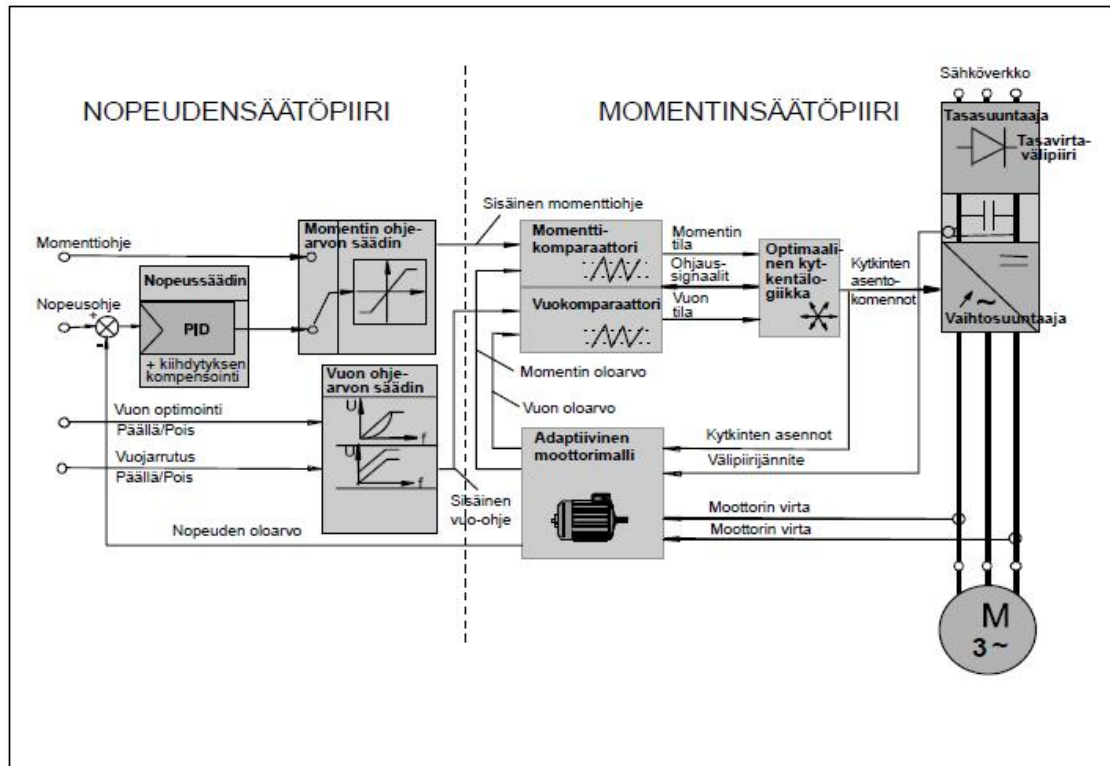 Sähköverkko
NOPEUDENSÄÄTÖPIIRI
MOMENTINSÄÄTÖPIIRI
Tasasuuntaaja
Tasavirta-
välipiiri
Sisäinen momenttiohje
Momenttiohje
Momentin ohje-
arvon säädin
Momentti-
komparaattori
Momentin
tila
Ohjaus-
signaalit
Vuon
tila
Optimaali-
nen kyt-
kentälo-
giikka
Kytkinten
asento-
komennot
Nopeussäädin
Nopeusohje
+
-
PID
+ kiihdytyksen
kompensointi
Vuokomparaattori
~
Vaihtosuuntaaja
Vuon ohje-
arvon säädin
U
f
U
f
Momentin oloarvo
Vuon oloarvo
Vuon optimointi
Päällä/Pois
Vuojarrutus
Päällä/Pois
Adaptiivinen
moottorimalli
Kytkinten asennot
Välipiirijännite
Sisäinen
vuo-ohje
Moottorin virta
Moottorin virta
Nopeuden oloarvo
M
3 ~